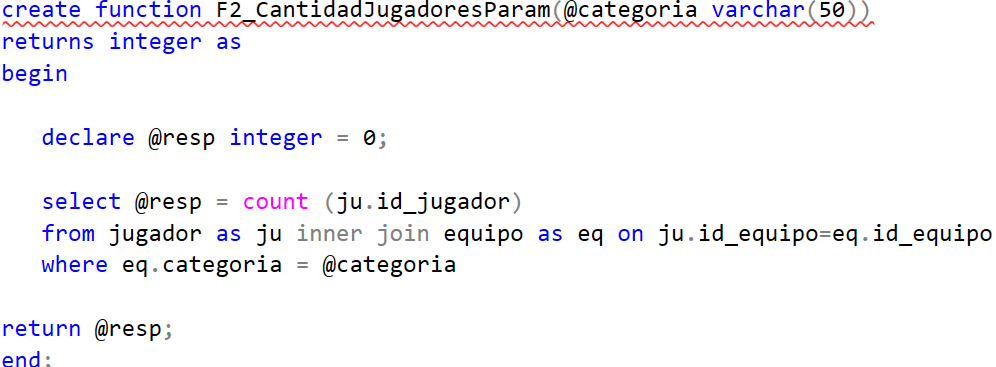 create function F2_CantidadJugadoresParam(@categoria varchar(50))
returns integer as
begin
declare @resp integer = 0;
select @resp = count (ju.id_jugador)
from jugador as ju inner join equipo as eq on ju.id_equipo=eq.id_equipo
where eq.categoria = @categoria
return @resp;
end;